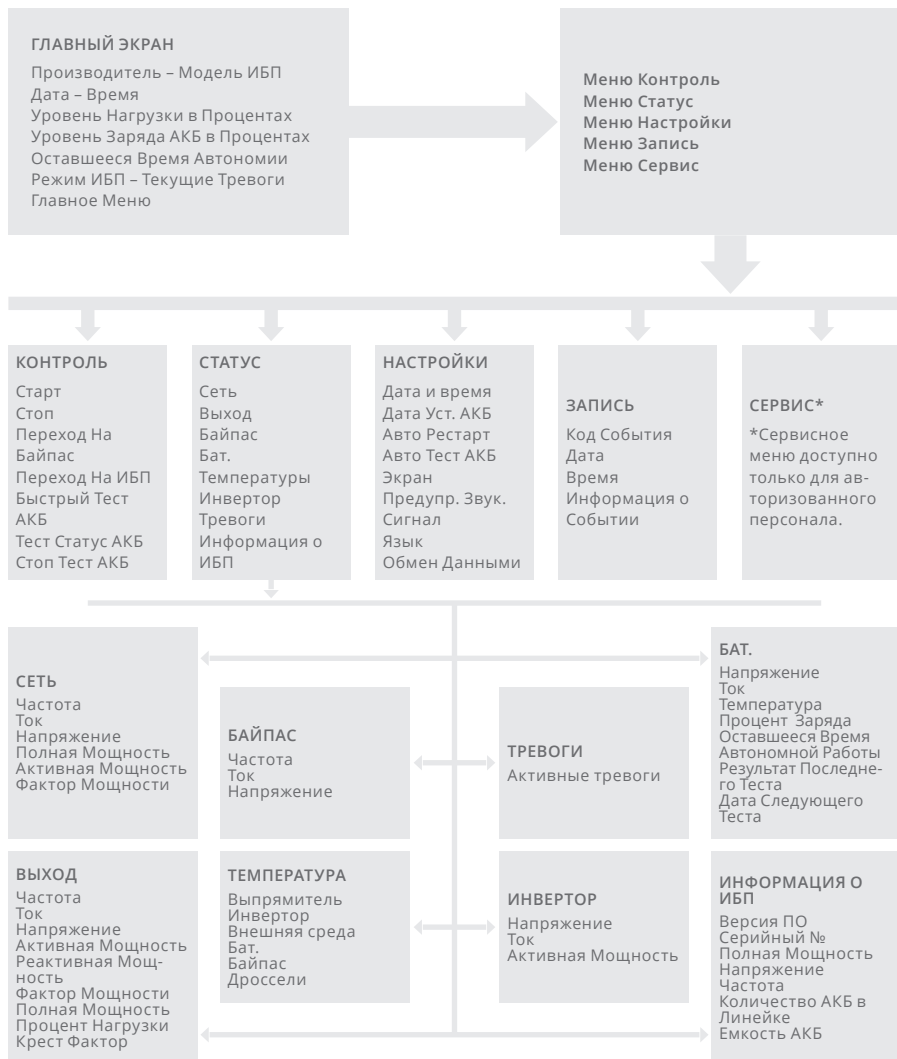 ГЛАВНЫЙ ЭКРАН
Производитель – Модель ИБП
Дата – Время
Уровень Нагрузки в Процентах
Уровень Заряда АКБ в Процентах
Оставшееся Время Автономии
Режим ИБП – Текущие Тревоги
Главное Меню
Меню Контроль
Меню Статус
Меню Настройки
Меню Запись
Меню Сервис
КОНТРОЛЬ
Старт
Стоп
Переход На
Байпас
Переход На ИБП
Быстрый Тест
АКБ
Тест Статус АКБ
Стоп Тест АКБ
СТАТУС
Сеть
Выход
Байпас
Бат.
Температуры
Инвертор
Тревоги
Информация о
ИБП
НАСТРОЙКИ
Дата и время
Дата Уст. АКБ
Авто Рестарт
Авто Тест АКБ
Экран
Предупр. Звук.
Сигнал
Язык
Обмен Данными
ЗАПИСЬ
Код События
Дата
Время
Информация о
Событии
СЕРВИС*
*Сервисное
меню доступно
только для ав-
торизованного
персонала.
СЕТЬ
Частота
Ток
Напряжение
Полная Мощность
Активная Мощность
Фактор Мощности
БАЙПАС
Частота
Ток
Напряжение
ТРЕВОГИ
Активные тревоги
БАТ.
Напряжение
Ток
Температура
Процент Заряда
Оставшееся Время
Автономной Работы
Результат Последне-
го Теста
Дата Следующего
Теста
ВЫХОД
Частота
Ток
Напряжение
Активная Мощность
Реактивная Мощ-
ность
Фактор Мощности
Полная Мощность
Процент Нагрузки
Крест Фактор
ТЕМПЕРАТУРА
Выпрямитель
Инвертор
Внешняя среда
Бат.
Байпас
Дроссели
ИНВЕРТОР
Напряжение
Ток
Активная Мощность
ИНФОРМАЦИЯ О
ИБП
Версия ПО
Серийный №
Полная Мощность
Напряжение
Частота
Количество АКБ в
Линейке
Емкость АКБ